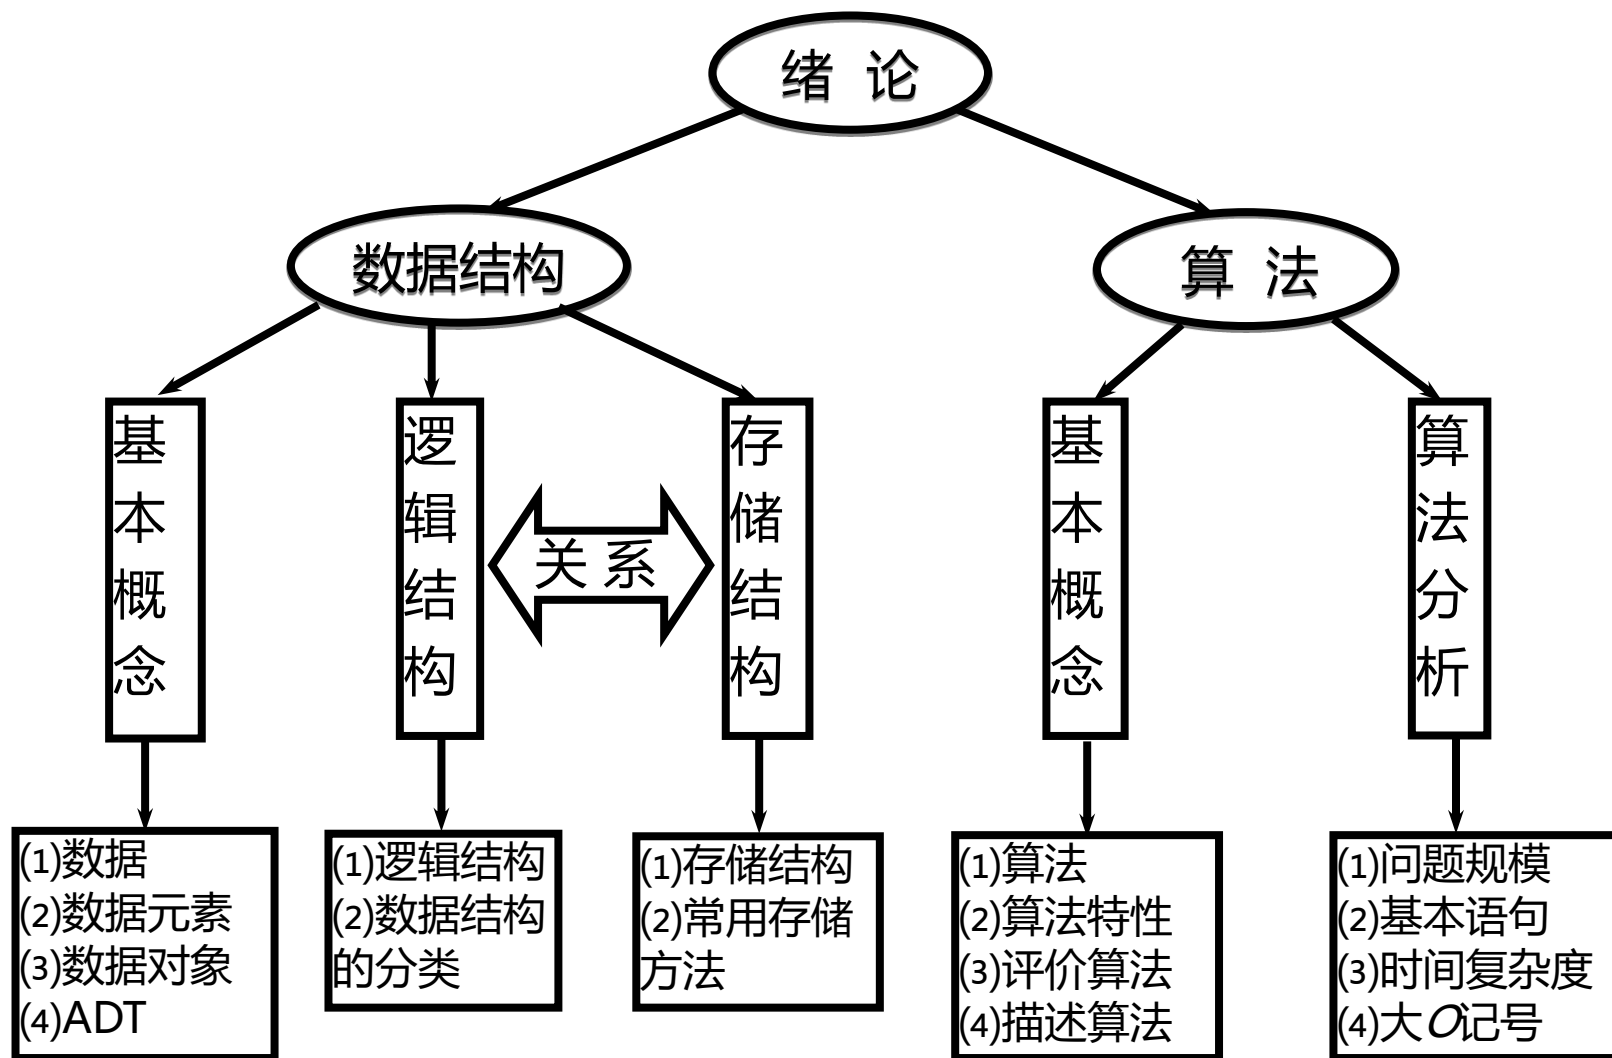 绪 论
数据结构
算 法
基本概念
逻辑结构
关 系
存储结构
基本概念
算法分析
(1)数据
(2)数据元素
(3)数据对象
(4)ADT
(1)逻辑结构
(2)数据结构
的分类
(1)存储结构
(2)常用存储
方法
(1)算法
(2)算法特性
(3)评价算法
(4)描述算法
(1)问题规模
(2)基本语句
(3)时间复杂度
(4)大O记号